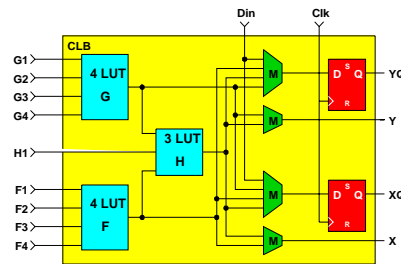 Din Clk
CLB
G1
G2
G3
G4
4 LUT
G
M
D S Q
R
YQ
M
Y
H1
3 LUT
H
F1
F2
F3
F4
4 LUT
F
M
D S Q
R
XQ
M
X